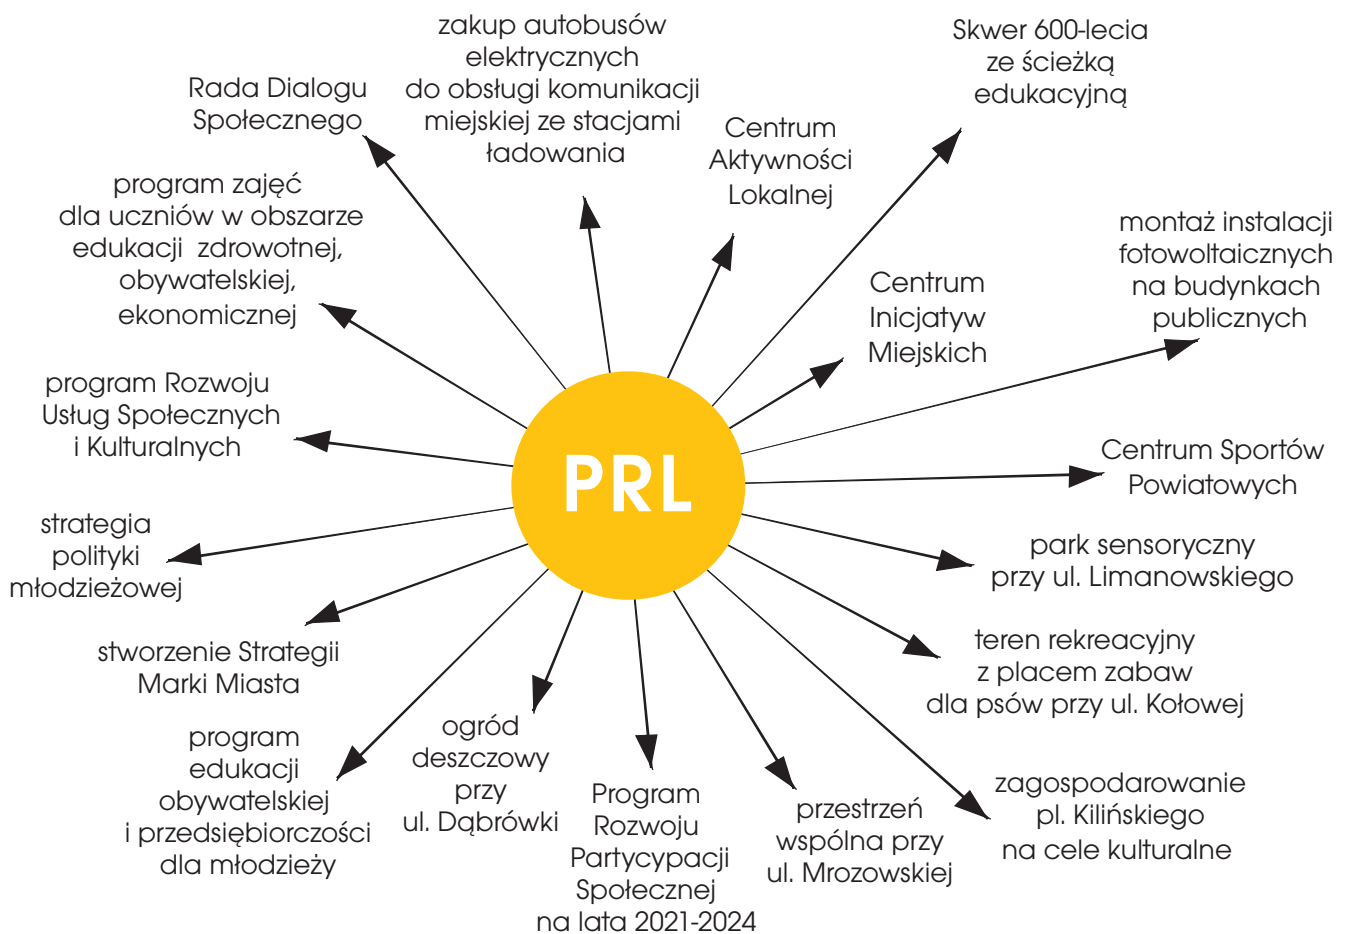 zakup autobusów
elektrycznych
do obsługi komunikacji
miejskiej ze stacjami
ładowania
Skwer 600-lecia
ze ścieżką
edukacyjną
Rada Dialogu
Społecznego
Centrum
Aktywności
Lokalnej
program zajęć
dla uczniów w obszarze
edukacji zdrowotnej,
obywatelskiej,
ekonomicznej
montaż instalacji
fotowoltaicznych
na budynkach
publicznych
Centrum
Inicjatyw
Miejskich
program Rozwoju
Usług Społecznych
i Kulturalnych
PRL
Centrum Sportów
Powiatowych
strategia
polityki
młodzieżowej
park sensoryczny
przy ul. Limanowskiego
stworzenie Strategii
Marki Miasta
teren rekreacyjny
z placem zabaw
dla psów przy ul. Kołowej
program
edukacji
obywatelskiej
i przedsiębiorczości
dla młodzieży
ogród
deszczowy
przy
ul. Dąbrówki
Program
Rozwoju
Partycypacji
Społecznej
na lata 2021-2024
przestrzeń
wspólna przy
ul. Mrozowskiej
zagospodarowanie
pl. Kilińskiego
na cele kulturalne